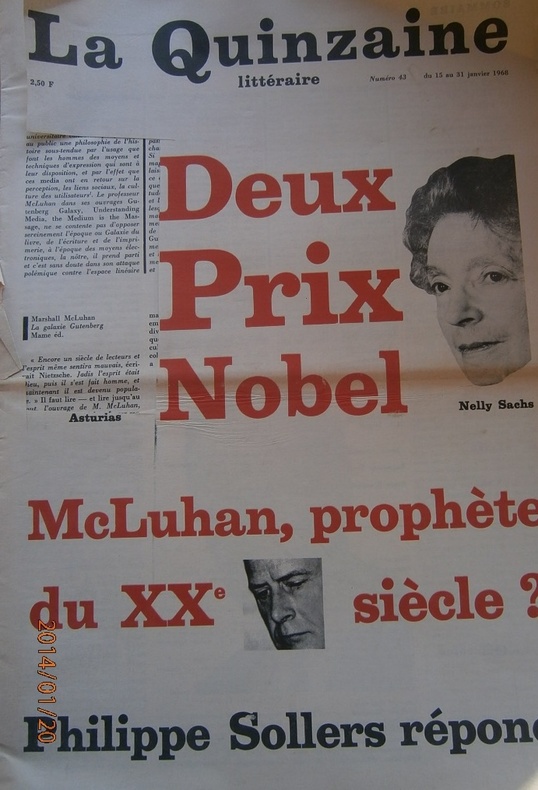 La Quinzaine
littéraire
2,50 F
Numéro 43 du 15 au 31 janvier 1968
au public une philosophie de l'his-
toire sous-tendue par l'usage que
font les hommes des moyens et
techniques d'expression qui sont à
leur disposition, et par l'effet que
ces media ont en retour sur la
perception, les liens sociaux, la cul-
ture des utilisateurs. Le professeur
McLuhan dans ses ouvrages Gu-
tenberg Galaxy, Understanding
Media, the Medium is the Mas-
sage, ne se contente pas d'opposer
sereinement l'époque ou Galaxie du
livre, de l'écriture et de l'impri-
merie, à l'époque des moyens élec-
troniques, la nôtre, il prend parti
et c'est sans doute dans son attaque
polémique contre l'espace linéaire
Marshall McLuhan
La galaxie Gutenberg
Mame éd.
« Encore un siècle de lecteurs et
l'esprit même sentira mauvais, écri-
ait Nietzsche. Jadis l'esprit était
lieu, puis il s'est fait homme, et
maintenant il est devenu popula-
e. » Il faut lire — et lire jusqu'au
l'ouvrage de M. McLuhan,
Asturias
Deux
Prix
Nobel
Nelly Sachs
McLuhan, prophète
du XXe siècle ?
Philippe Sollers répond
2014/01/20